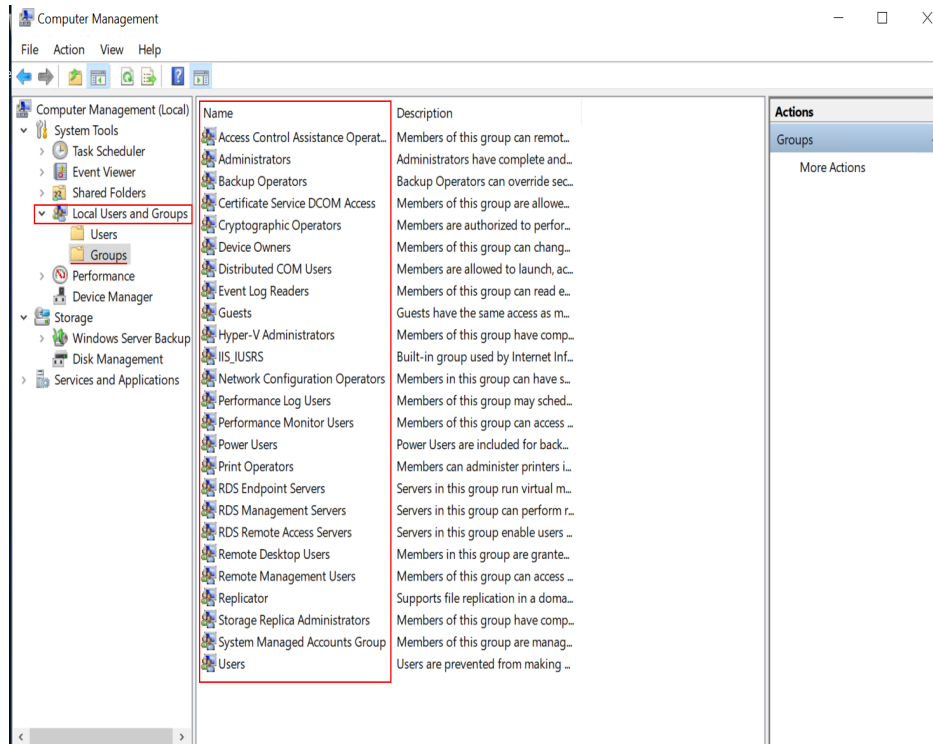 Computer Management
File Action View Help
Computer Management (Local)
System Tools
Task Scheduler
Event Viewer
Shared Folders
Local Users and Groups
Users
Groups
Performance
Device Manager
Storage
Windows Server Backup
Disk Management
Services and Applications
Name Description
Access Control Assistance Operat... Members of this group can remot...
Administrators Administrators have complete and...
Backup Operators Backup Operators can override sec...
Certificate Service DCOM Access Members of this group are allowe...
Cryptographic Operators Members are authorized to perfor...
Device Owners Members of this group can chang...
Distributed COM Users Members are allowed to launch, ac...
Event Log Readers Members of this group can read e...
Guests Guests have the same access as m...
Hyper-V Administrators Members of this group have comp...
IIS_IUSRS Built-in group used by Internet Inf...
Network Configuration Operators Members in this group can have s...
Performance Log Users Members of this group may sched...
Performance Monitor Users Members of this group can access ...
Power Users Power Users are included for back...
Print Operators Members can administer printers i...
RDS Endpoint Servers Servers in this group run virtual m...
RDS Management Servers Servers in this group can perform r...
RDS Remote Access Servers Servers in this group enable users ...
Remote Desktop Users Members in this group are grante...
Remote Management Users Members of this group can access ...
Replicator Supports file replication in a doma...
Storage Replica Administrators Members of this group have comp...
System Managed Accounts Group Members of this group are manag...
Users Users are prevented from making ...
Actions
Groups
More Actions